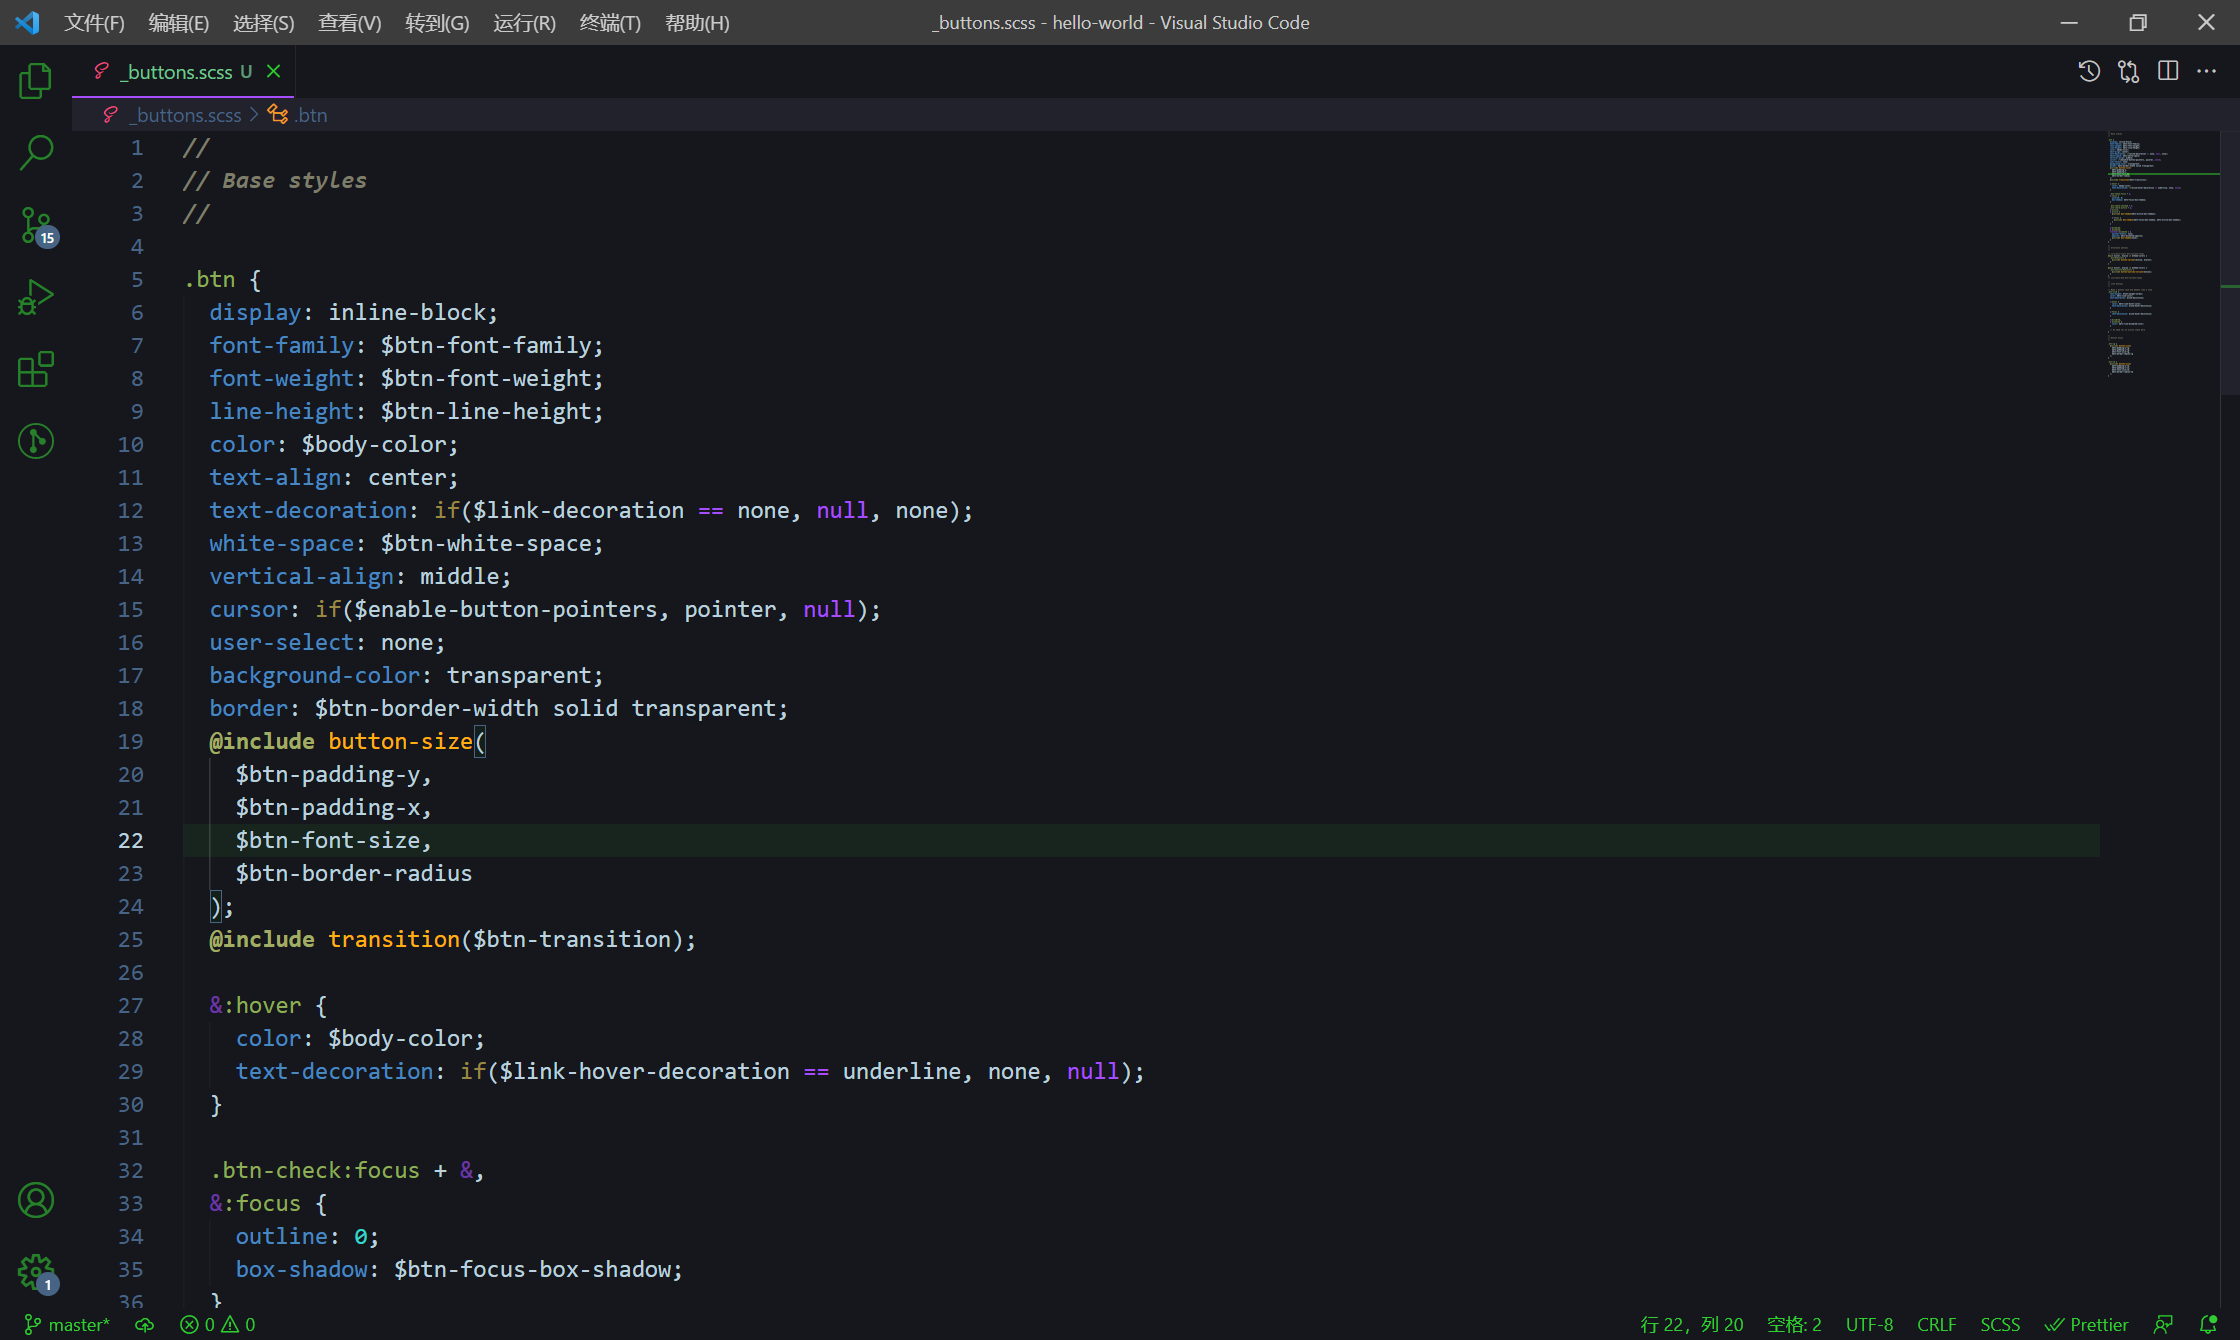 文件(F) 编辑(E) 选择(S) 查看(V) 转到(G) 运行(R) 终端(T) 帮助(H) _buttons.scss - hello-world - Visual Studio Code
_buttons.scss U
_buttons.scss > .btn
1 //
2 // Base styles
3 //
4
5 .btn {
6 display: inline-block;
7 font-family: $btn-font-family;
8 font-weight: $btn-font-weight;
9 line-height: $btn-line-height;
10 color: $body-color;
11 text-align: center;
12 text-decoration: if($link-decoration == none, null, none);
13 white-space: $btn-white-space;
14 vertical-align: middle;
15 cursor: if($enable-button-pointers, pointer, null);
16 user-select: none;
17 background-color: transparent;
18 border: $btn-border-width solid transparent;
19 @include button-size(
20 $btn-padding-y,
21 $btn-padding-x,
22 $btn-font-size,
23 $btn-border-radius
24 );
25 @include transition($btn-transition);
26
27 &:hover {
28 color: $body-color;
29 text-decoration: if($link-hover-decoration == underline, none, null);
30 }
31
32 .btn-check:focus + &,
33 &:focus {
34 outline: 0;
35 box-shadow: $btn-focus-box-shadow;
36 }
15
1
master* 0 0 行 22，列 20 空格: 2 UTF-8 CRLF SCSS Prettier